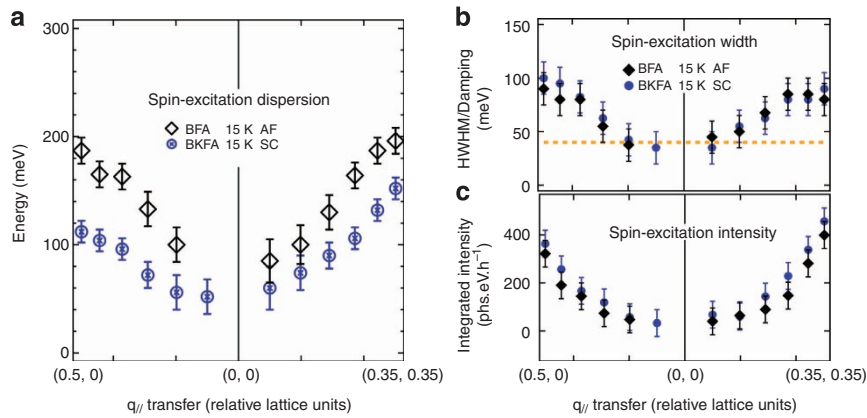 a
Spin-excitation dispersion
BFA 15 K AF
BKFA 15 K SC
Energy (meV)
300
200
100
0
(0.5, 0)
(0, 0)
(0.35, 0.35)
q// transfer (relative lattice units)
b
Spin-excitation width
BFA 15 K AF
BKFA 15 K SC
HWHM/Damping
(meV)
150
100
50
0
c
Spin-excitation intensity
Integrated intensity
(phs.eV.h⁻¹)
400
200
0
(0.5, 0)
(0, 0)
(0.35, 0.35)
q// transfer (relative lattice units)